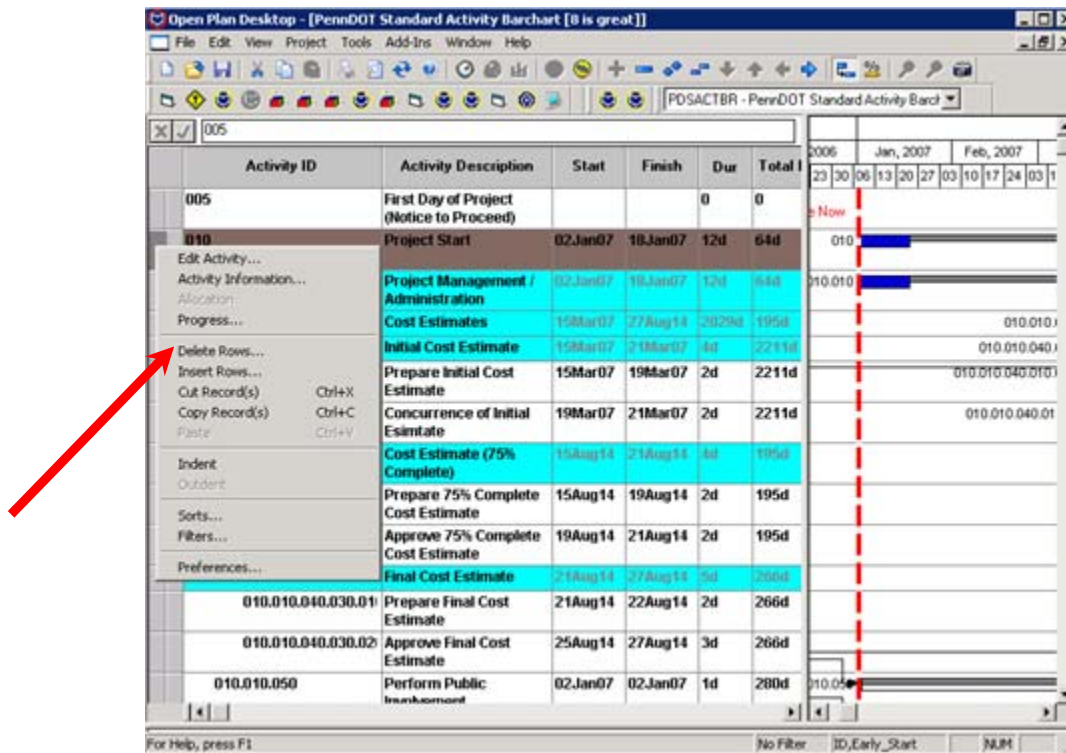 Open Plan Desktop - [PennDOT Standard Activity Barchart [8 is great]]
File Edit View Project Tools Add-Ins Window Help
PDSACTBR - PennDOT Standard Activity Barch
005
Activity ID Activity Description Start Finish Dur Total
2006 Jan, 2007 Feb, 2007
23 30 06 13 20 27 03 10 17 24 03
005 First Day of Project 0 0
(Notice to Proceed)
Now
010 Project Start 02Jan07 18Jan07 12d 64d 010
Edit Activity...
Activity Information... Project Management / 02Jan07 18Jan07 12d 64d 010.010
Allocation Administration
Progress... Cost Estimates 15Mar07 27Aug14 2029d 195d 010.010.
Delete Rows... Initial Cost Estimate 15Mar07 21Mar07 4d 2211d 010.010.040.
Insert Rows... Prepare Initial Cost 15Mar07 19Mar07 2d 2211d 010.010.040.010.
Cut Record(s) Ctrl+X Estimate
Copy Record(s) Ctrl+C Concurrence of Initial 19Mar07 21Mar07 2d 2211d 010.010.040.01
Paste Ctrl+V Esimtate
Indent Cost Estimate (75% 15Aug14 21Aug14 4d 195d
Outdent Complete)
Prepare 75% Complete 15Aug14 19Aug14 2d 195d
Sorts... Cost Estimate
Filters... Approve 75% Complete 19Aug14 21Aug14 2d 195d
Cost Estimate
Preferences... Final Cost Estimate 21Aug14 27Aug14 5d 266d
010.010.040.030.01 Prepare Final Cost 21Aug14 22Aug14 2d 266d
Estimate
010.010.040.030.02 Approve Final Cost 25Aug14 27Aug14 3d 266d
Estimate
010.010.050 Perform Public 02Jan07 02Jan07 1d 280d 010.05
Involvement
For Help, press F1 No Filter ID,Early_Start NUM